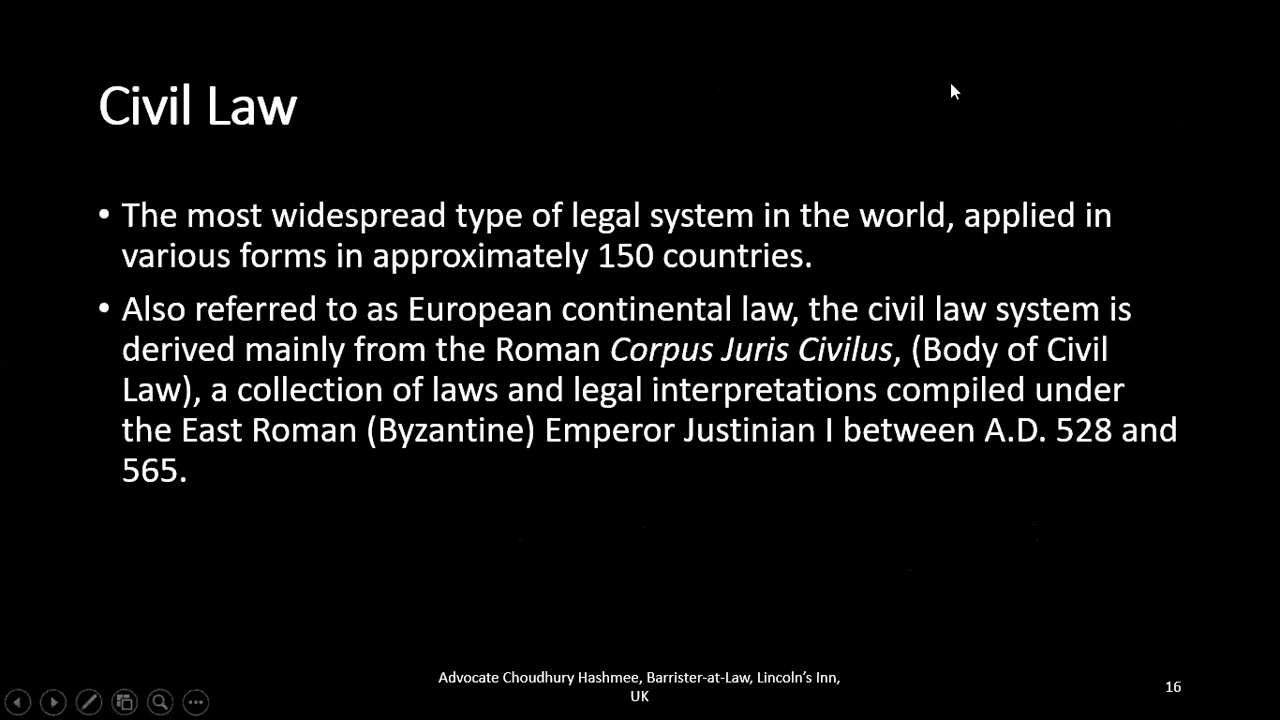 Civil Law
• The most widespread type of legal system in the world, applied in
various forms in approximately 150 countries.
• Also referred to as European continental law, the civil law system is
derived mainly from the Roman Corpus Juris Civilus, (Body of Civil
Law), a collection of laws and legal interpretations compiled under
the East Roman (Byzantine) Emperor Justinian I between A.D. 528 and
565.
Advocate Choudhury Hashmee, Barrister-at-Law, Lincoln’s Inn,
UK
16